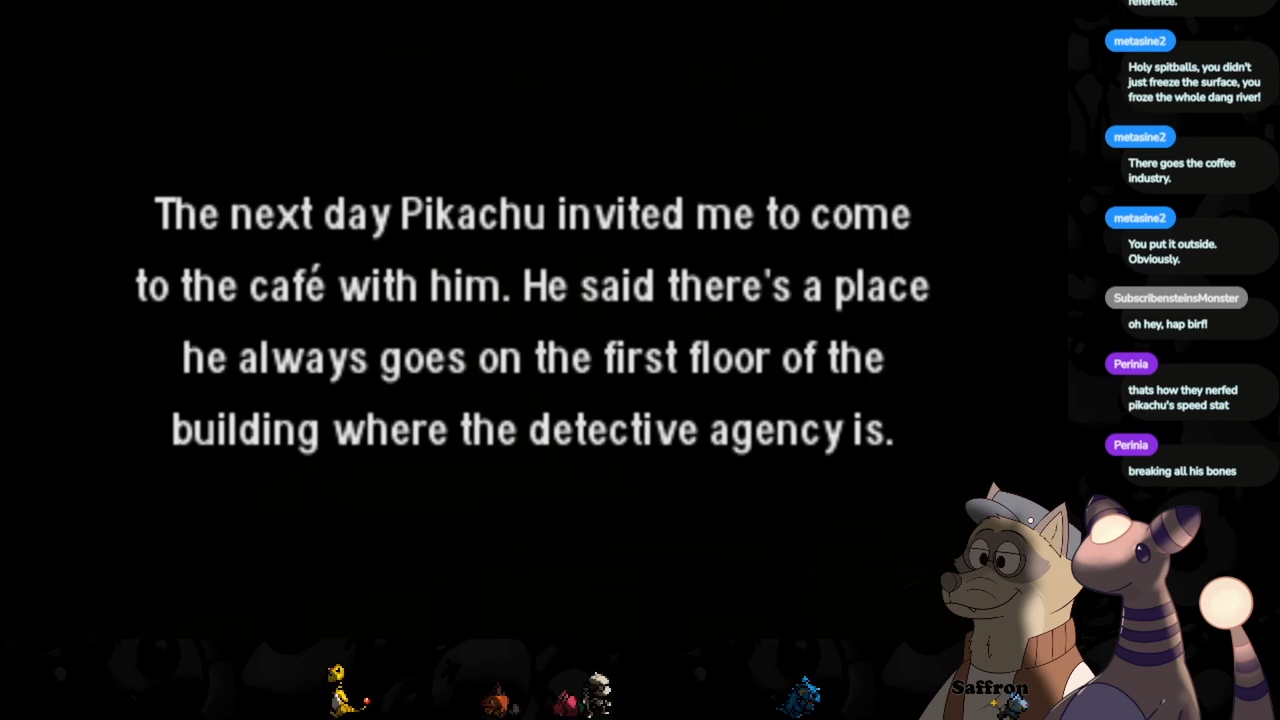 The next day Pikachu invited me to come
to the café with him. He said there's a place
he always goes on the first floor of the
building where the detective agency is.
reference.
metasine2
Holy spitballs, you didn't
just freeze the surface, you
froze the whole dang river!
metasine2
There goes the coffee
industry.
metasine2
You put it outside.
Obviously.
SubscribensteinsMonster
oh hey, hap birf!
Perinia
thats how they nerfed
pikachu's speed stat
Perinia
breaking all his bones
Saffron